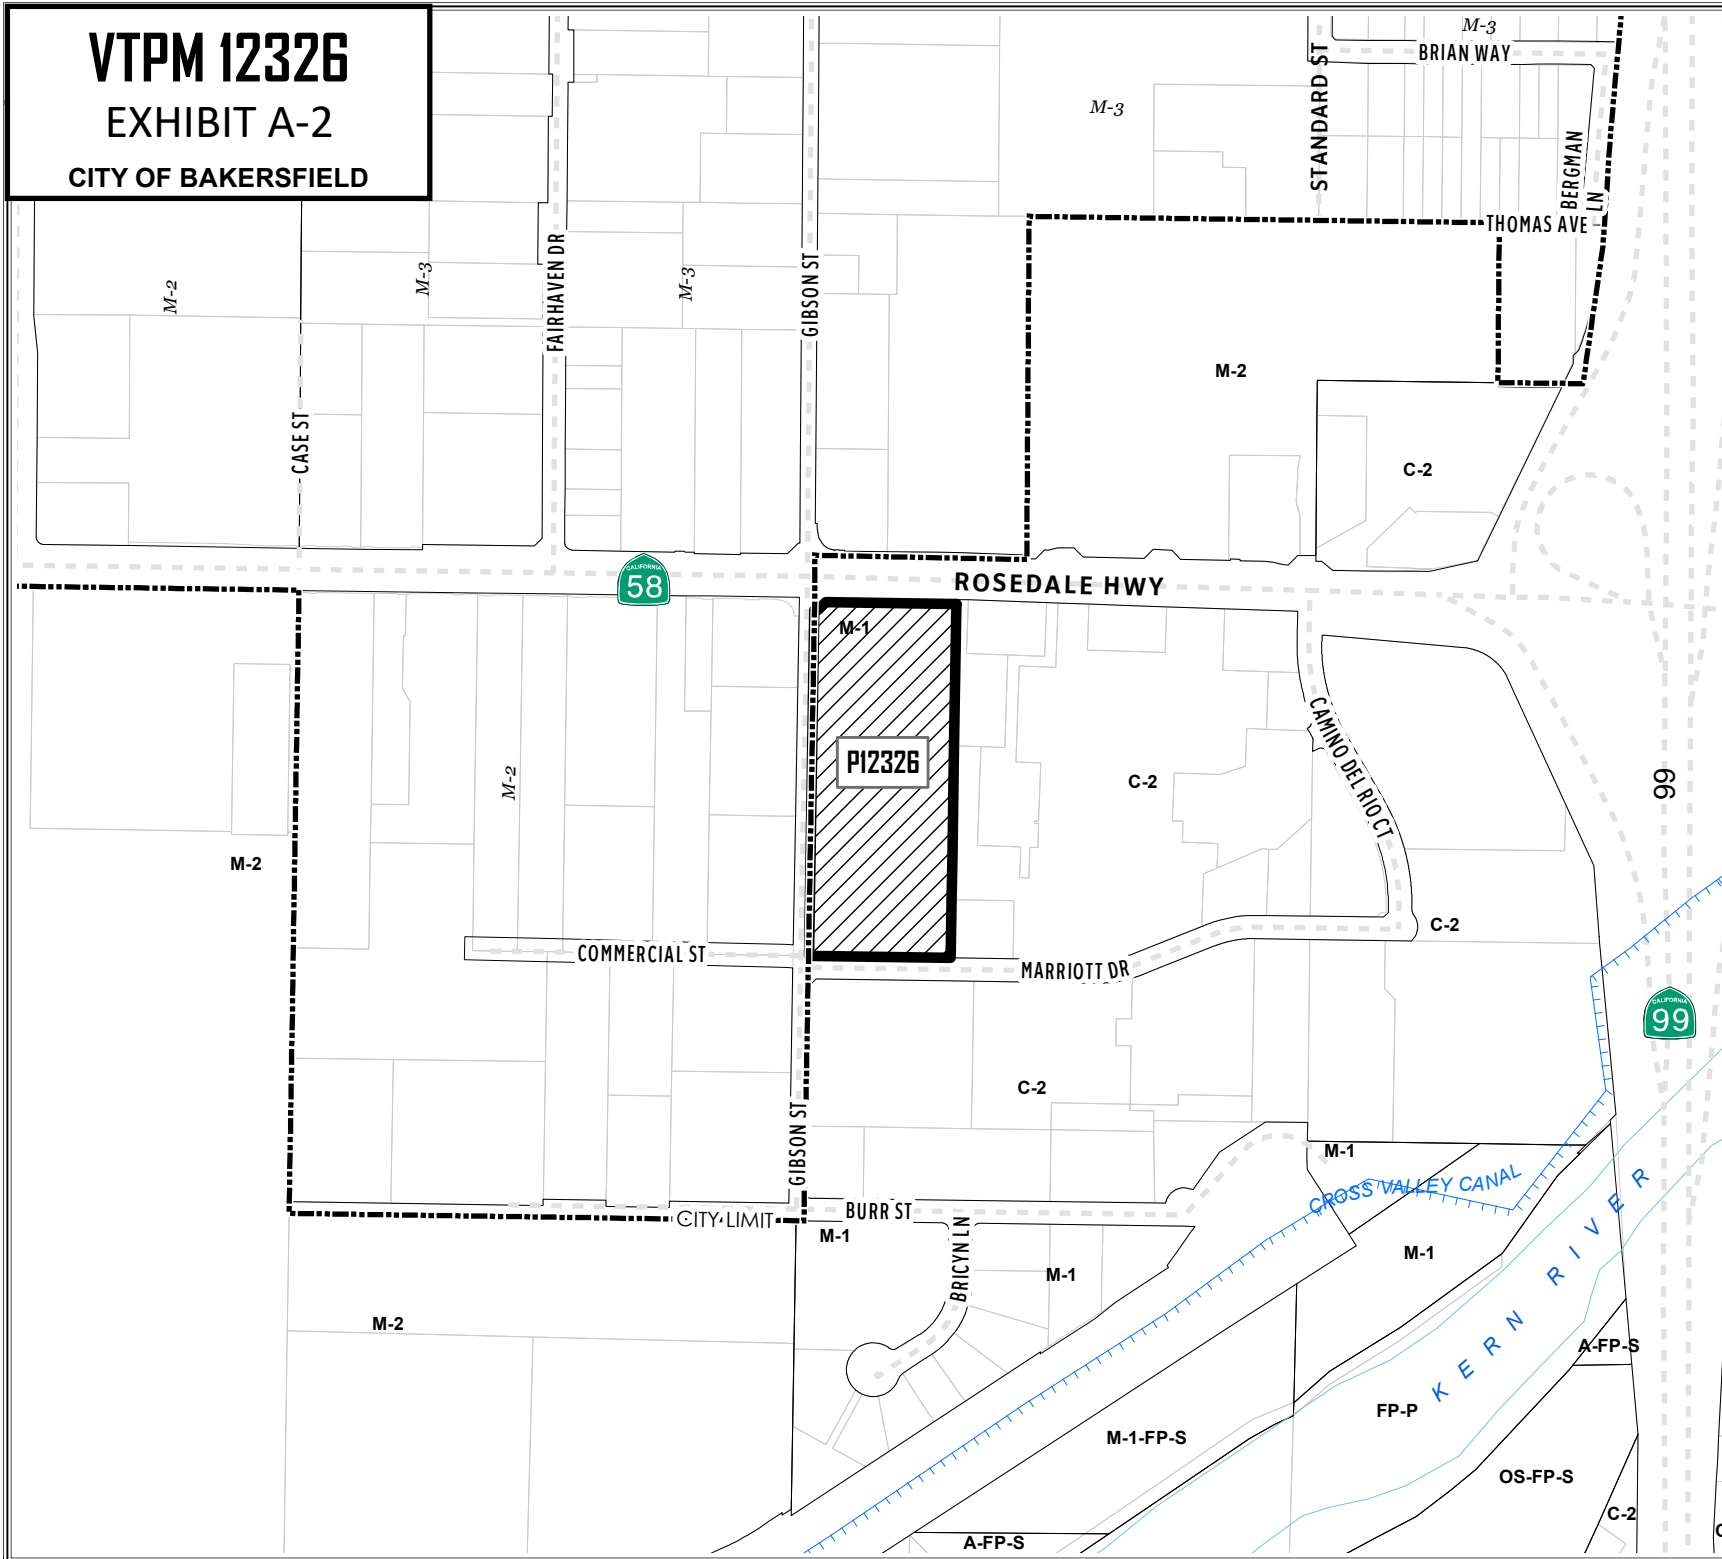 VTPM 12326
EXHIBIT A-2
CITY OF BAKERSFIELD
M-3
BRIAN WAY
M-3
STANDARD ST
BERGMAN
LN
THOMAS AVE
M-2
M-3
FAIRHAVEN DR
M-3
GIBSON ST
M-2
CASE ST
C-2
CALIFORNIA
58
ROSEDALE HWY
M-1
CAMINO DEL RIO CT
P12326
M-2
C-2
99
M-2
C-2
COMMERCIAL ST
MARRIOTT DR
CALIFORNIA
99
C-2
GIBSON ST
M-1
CROSS VALLEY CANAL
KERN RIVER
CITY LIMIT
BURR ST
M-1
BRICYN LN
M-1
M-1
M-2
A-FP-S
FP-P
M-1-FP-S
OS-FP-S
C-2
A-FP-S